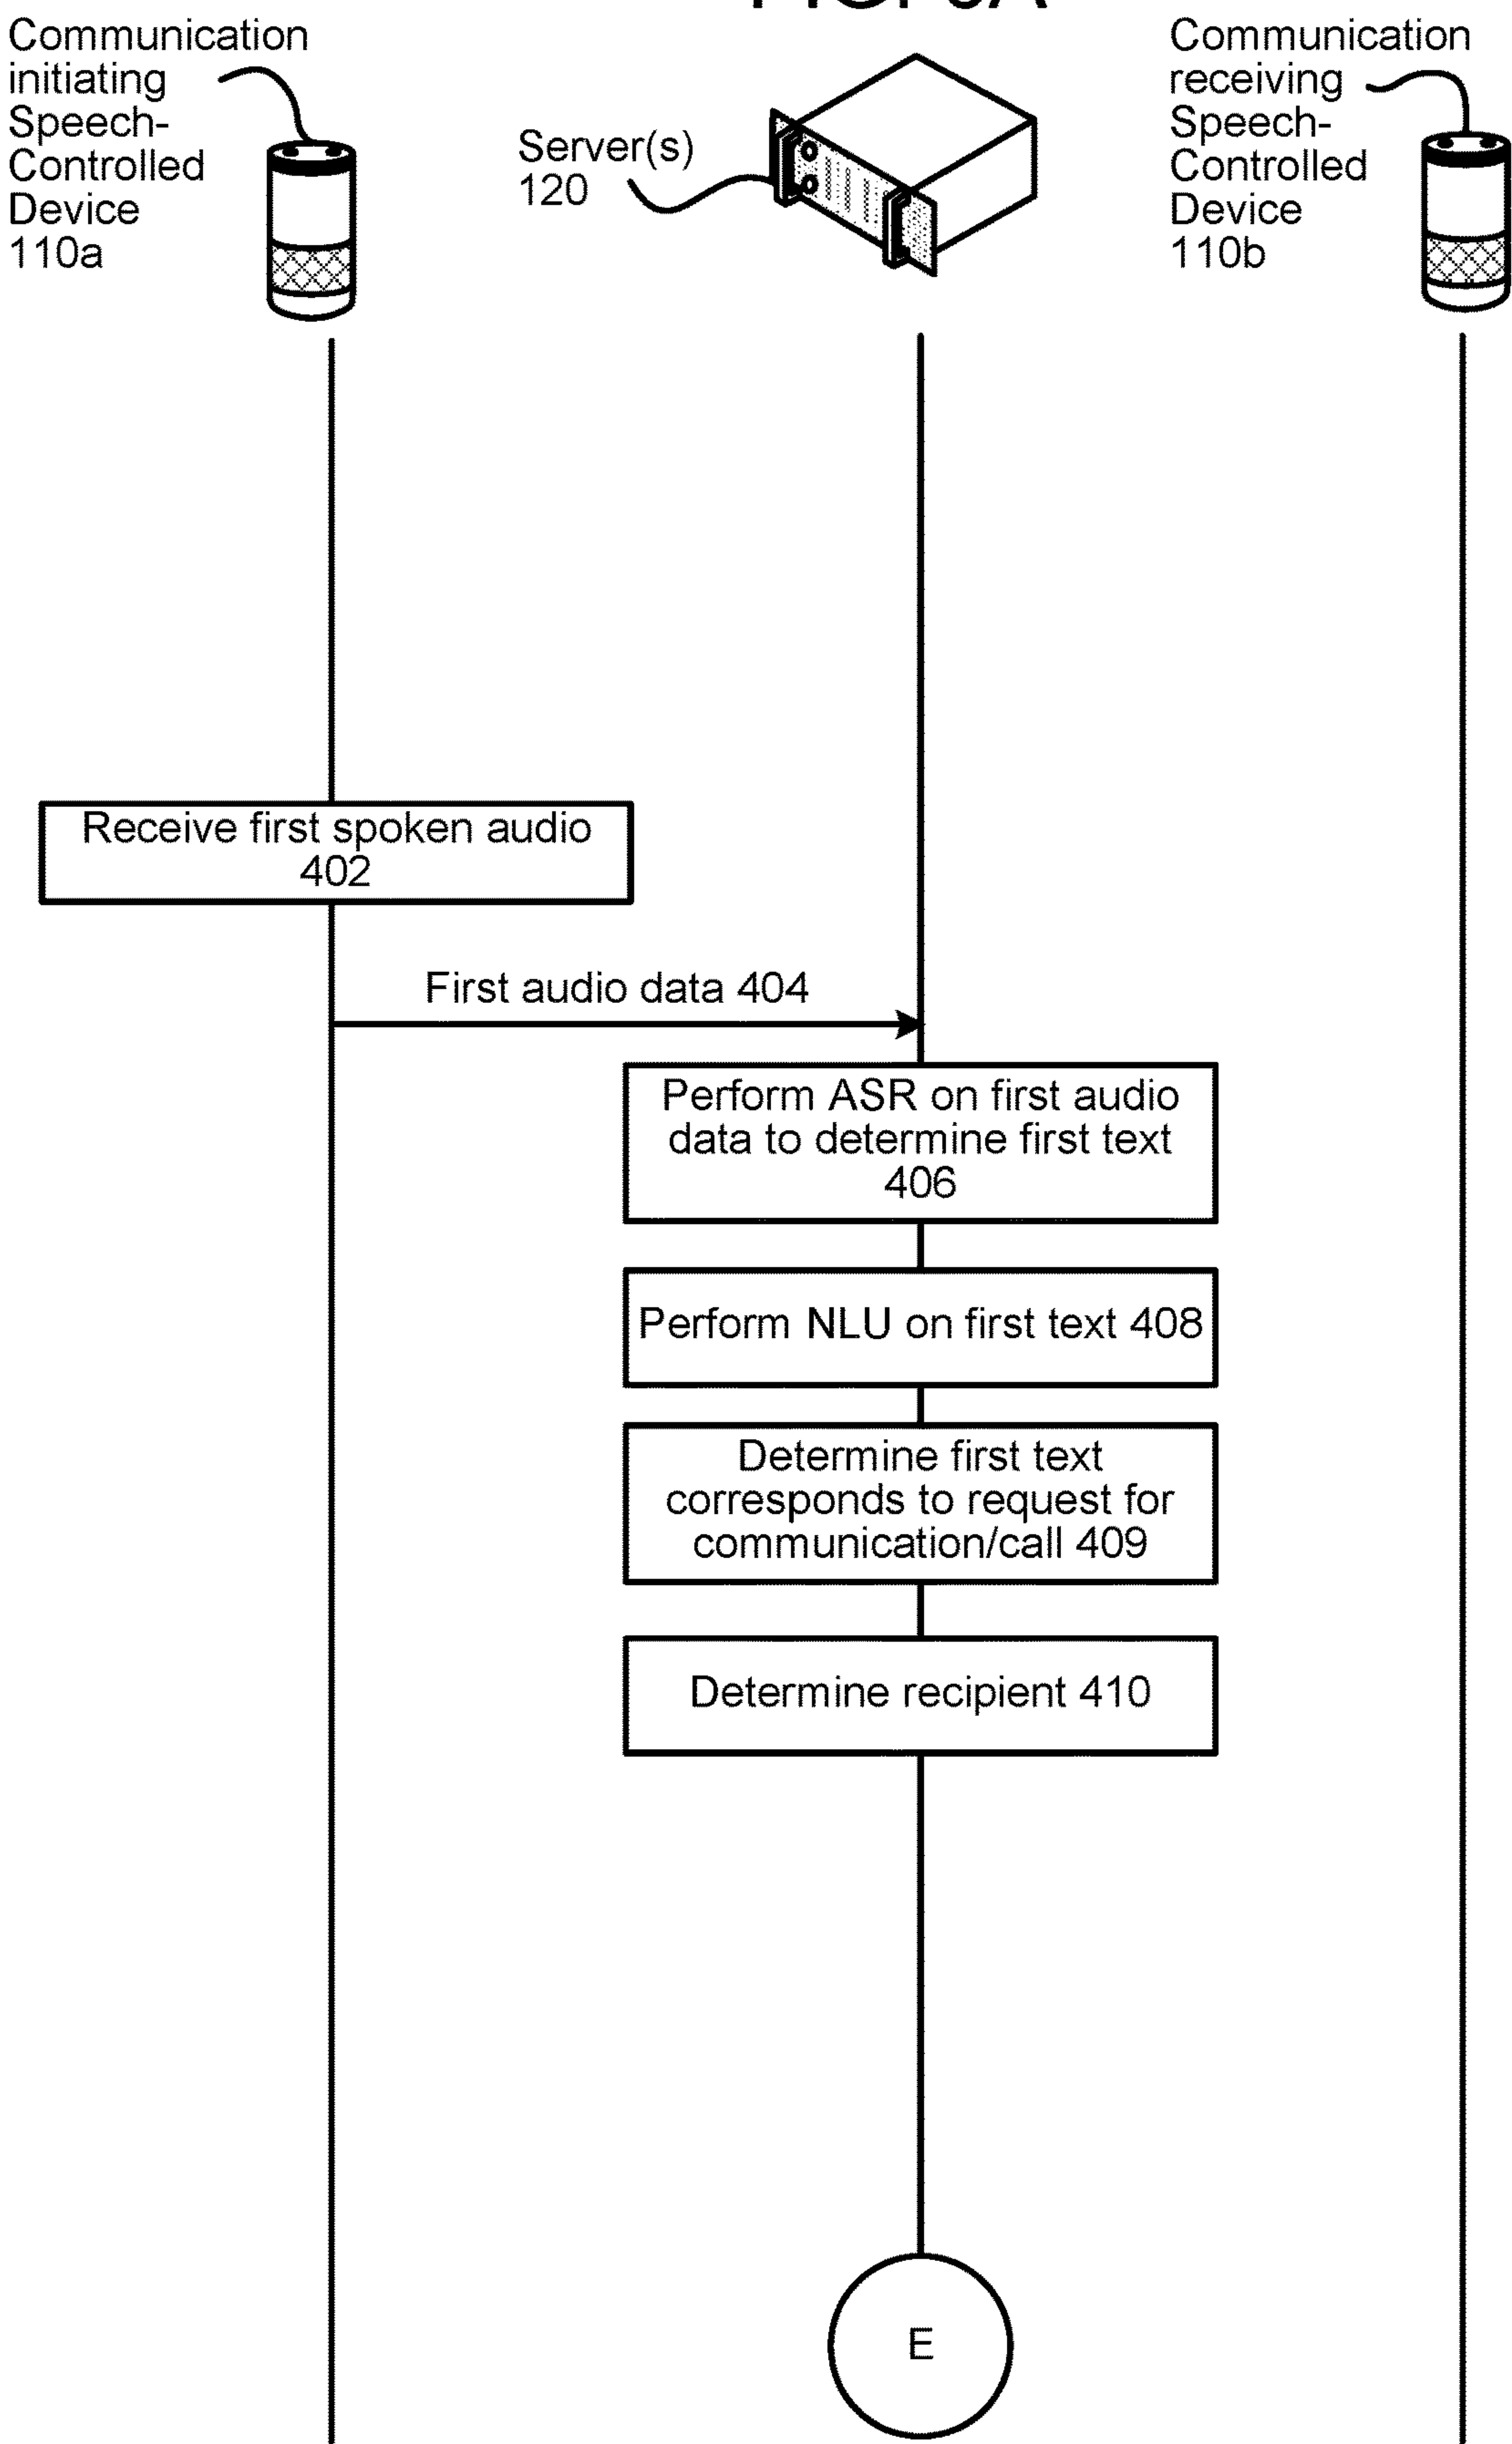 Communication
initiating
Speech-
Controlled
Device
110a
Server(s)
120
Communication
receiving
Speech-
Controlled
Device
110b
Receive first spoken audio
402
First audio data 404
Perform ASR on first audio
data to determine first text
406
Perform NLU on first text 408
Determine first text
corresponds to request for
communication/call 409
Determine recipient 410
E